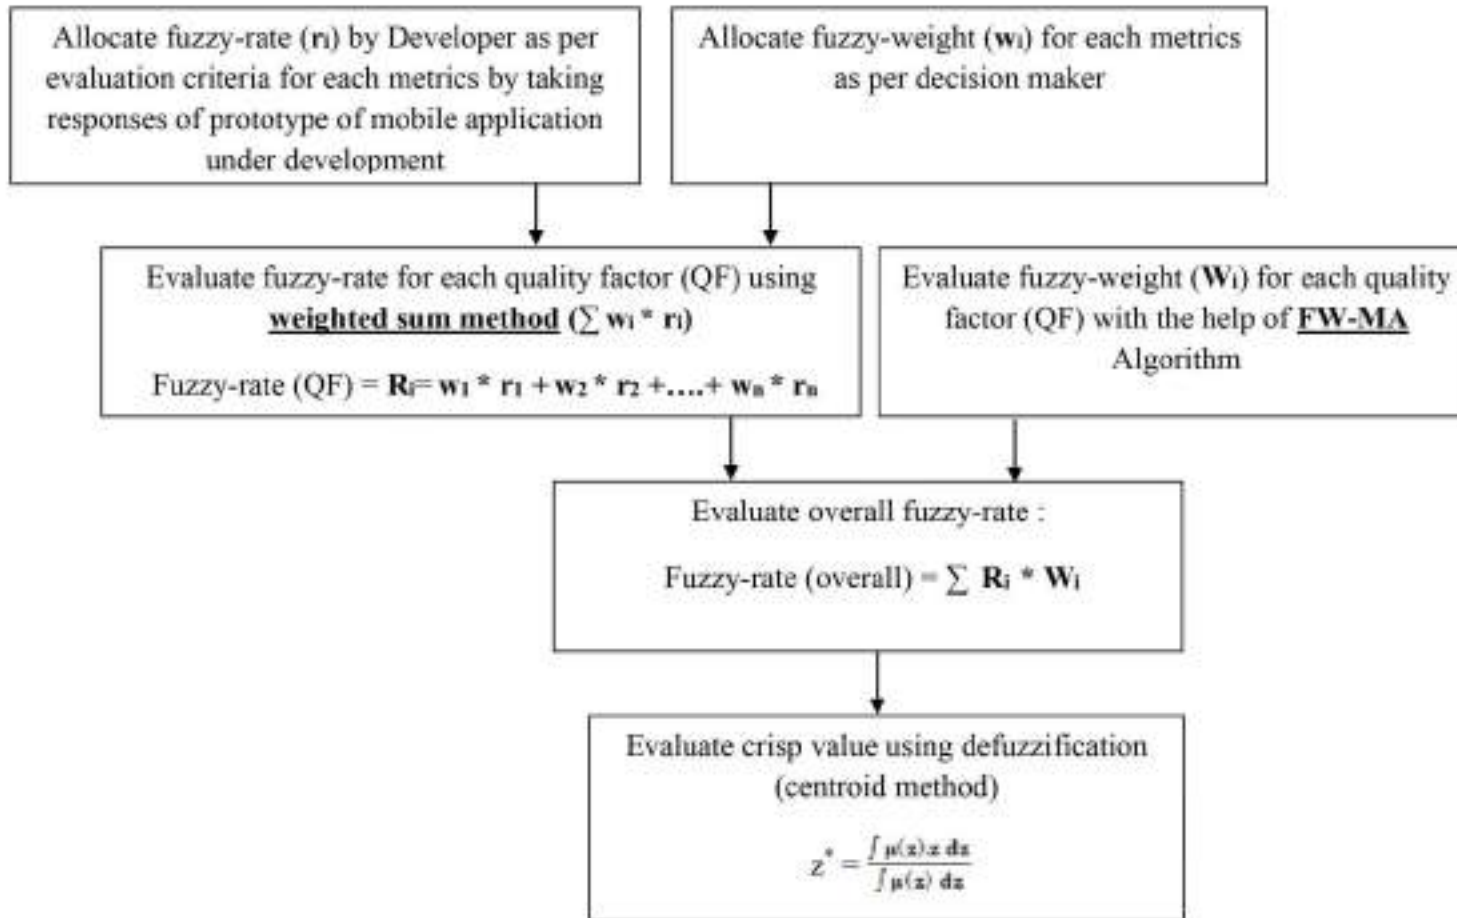 Allocate fuzzy-rate (rᵢ) by Developer as per
evaluation criteria for each metrics by taking
responses of prototype of mobile application
under development
Allocate fuzzy-weight (wᵢ) for each metrics
as per decision maker
Evaluate fuzzy-rate for each quality factor (QF) using
weighted sum method (∑ wᵢ * rᵢ)
Fuzzy-rate (QF) = Rᵢ= w₁ * r₁ + w₂ * r₂ +....+ wₙ * rₙ
Evaluate fuzzy-weight (Wᵢ) for each quality
factor (QF) with the help of FW-MA
Algorithm
Evaluate overall fuzzy-rate :
Fuzzy-rate (overall) = ∑ Rᵢ * Wᵢ
Evaluate crisp value using defuzzification
(centroid method)
z* = ∫ μ(z).z dz / ∫ μ(z) dz